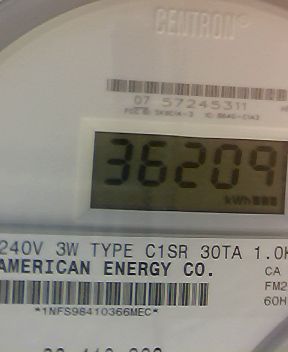 CENTRON®
07 57245311
36209
kWh
240V 3W TYPE C1SR 30TA 1.0K
AMERICAN ENERGY CO.
CA
FM2
60H
*1NFS98410366MEC*